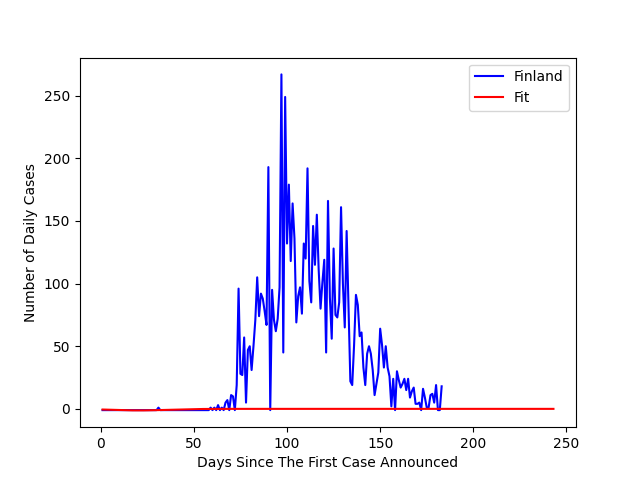 Finland
Fit
Number of Daily Cases
250
200
150
100
50
0
0 50 100 150 200 250
Days Since The First Case Announced